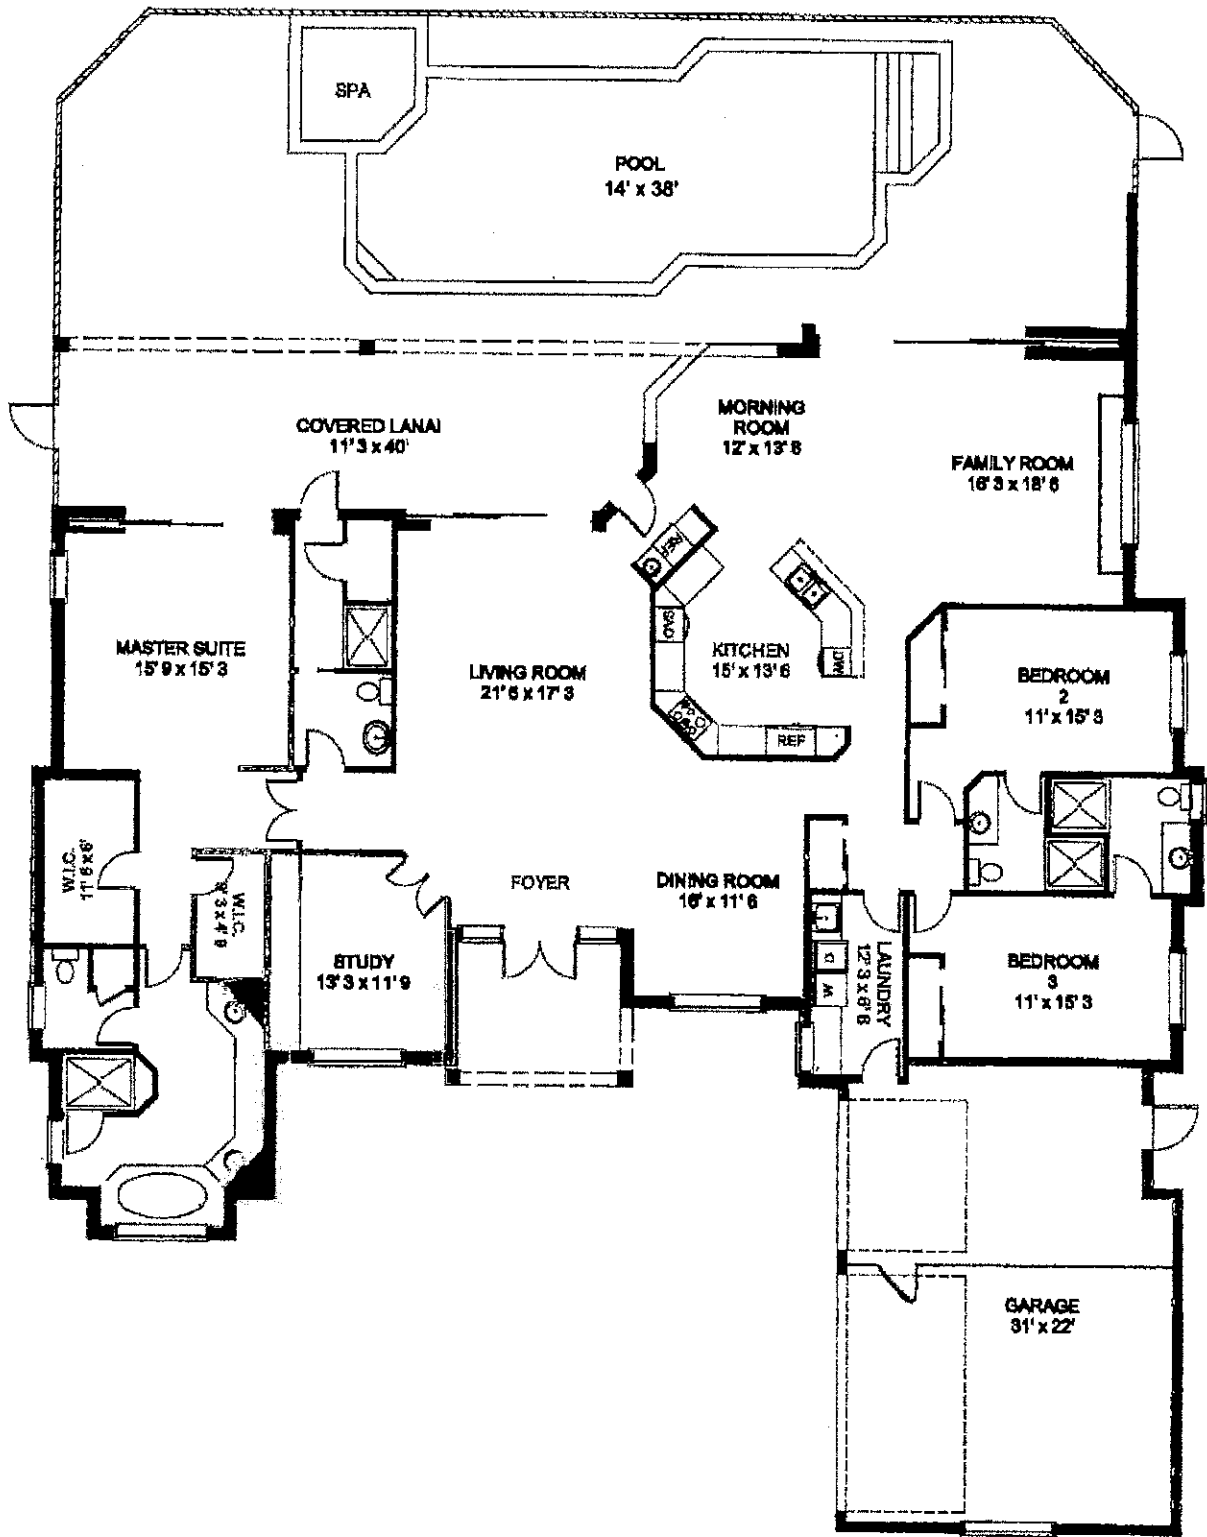 SPA
POOL
14' x 38'
COVERED LANAI
11' 3 x 40'
MORNING
ROOM
12' x 13' 6
FAMILY ROOM
16' 3 x 18' 6
REF
MASTER SUITE
15' 9 x 15' 3
LIVING ROOM
21' 6 x 17' 3
KITCHEN
15' x 13' 6
DW
REF
BEDROOM
2
11' x 15' 3
W.I.C.
11' 6 x 6'
W.I.C.
FOYER
DINING ROOM
16' x 11' 6
STUDY
13' 3 x 11' 9
D
W
LAUNDRY
12' 3 x 6' 6
BEDROOM
3
11' x 15' 3
GARAGE
31' x 22'